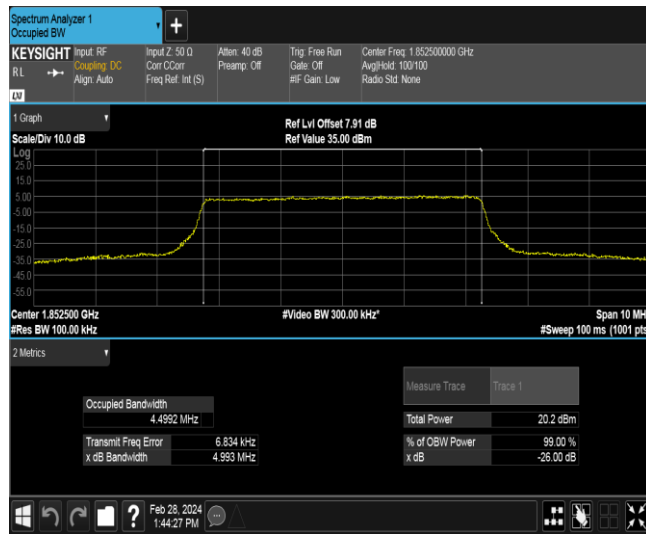 Spectrum Analyzer 1
Occupied BW
+
KEYSIGHT
RL
LXI
Input: RF
Coupling: DC
Align: Auto
Input Z: 50 Ω
Corr CCorr
Freq Ref: Int (S)
Atten: 40 dB
Preamp: Off
Trig: Free Run
Gate: Off
#IF Gain: Low
Center Freq: 1.852500000 GHz
Avg|Hold: 100/100
Radio Std: None
1 Graph
Scale/Div 10.0 dB
Ref Lvl Offset 7.91 dB
Ref Value 35.00 dBm
Log
25.0
15.0
5.00
-5.00
-15.0
-25.0
-35.0
-45.0
-55.0
Center 1.852500 GHz
#Res BW 100.00 kHz
#Video BW 300.00 kHz*
Span 10 MH
#Sweep 100 ms (1001 pts
2 Metrics
Measure Trace Trace 1
Occupied Bandwidth
4.4992 MHz
Total Power 20.2 dBm
Transmit Freq Error 6.834 kHz
% of OBW Power 99.00 %
x dB Bandwidth 4.993 MHz
x dB -26.00 dB
?
Feb 28, 2024
1:44:27 PM